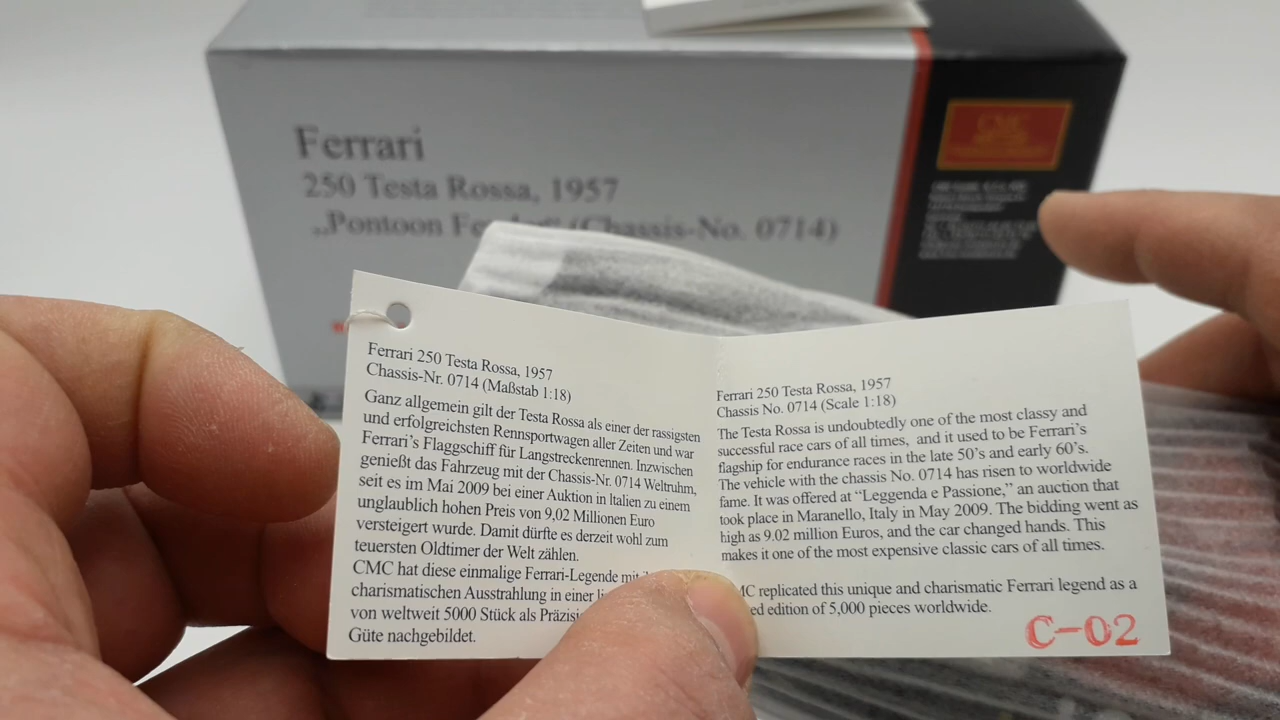 Ferrari
250 Testa Rossa, 1957
„Pontoon (Chassis-No. 0714)
CMC
Ferrari 250 Testa Rossa, 1957
Chassis-Nr. 0714 (Maßstab 1:18)
Ganz allgemein gilt der Testa Rossa als einer der rassigsten
und erfolgreichsten Rennsportwagen aller Zeiten und war
Ferrari's Flaggschiff für Langstreckenrennen. Inzwischen
genießt das Fahrzeug mit der Chassis-Nr. 0714 Weltruhm,
seit es im Mai 2009 bei einer Auktion in Italien zu einem
unglaublich hohen Preis von 9,02 Millionen Euro
versteigert wurde. Damit dürfte es derzeit wohl zum
teuersten Oldtimer der Welt zählen.
CMC hat diese einmalige Ferrari-Legende mit
charismatischen Ausstrahlung in einer
von weltweit 5000 Stück als
Güte nachgebildet.
Ferrari 250 Testa Rossa, 1957
Chassis No. 0714 (Scale 1:18)
The Testa Rossa is undoubtedly one of the most classy and
successful race cars of all times, and it used to be Ferrari's
flagship for endurance races in the late 50's and early 60's.
The vehicle with the chassis No. 0714 has risen to worldwide
fame. It was offered at “Leggenda e Passione,” an auction that
took place in Maranello, Italy in May 2009. The bidding went as
high as 9.02 million Euros, and the car changed hands. This
makes it one of the most expensive classic cars of all times.
MC replicated this unique and charismatic Ferrari legend as a
ed edition of 5,000 pieces worldwide.
C-02